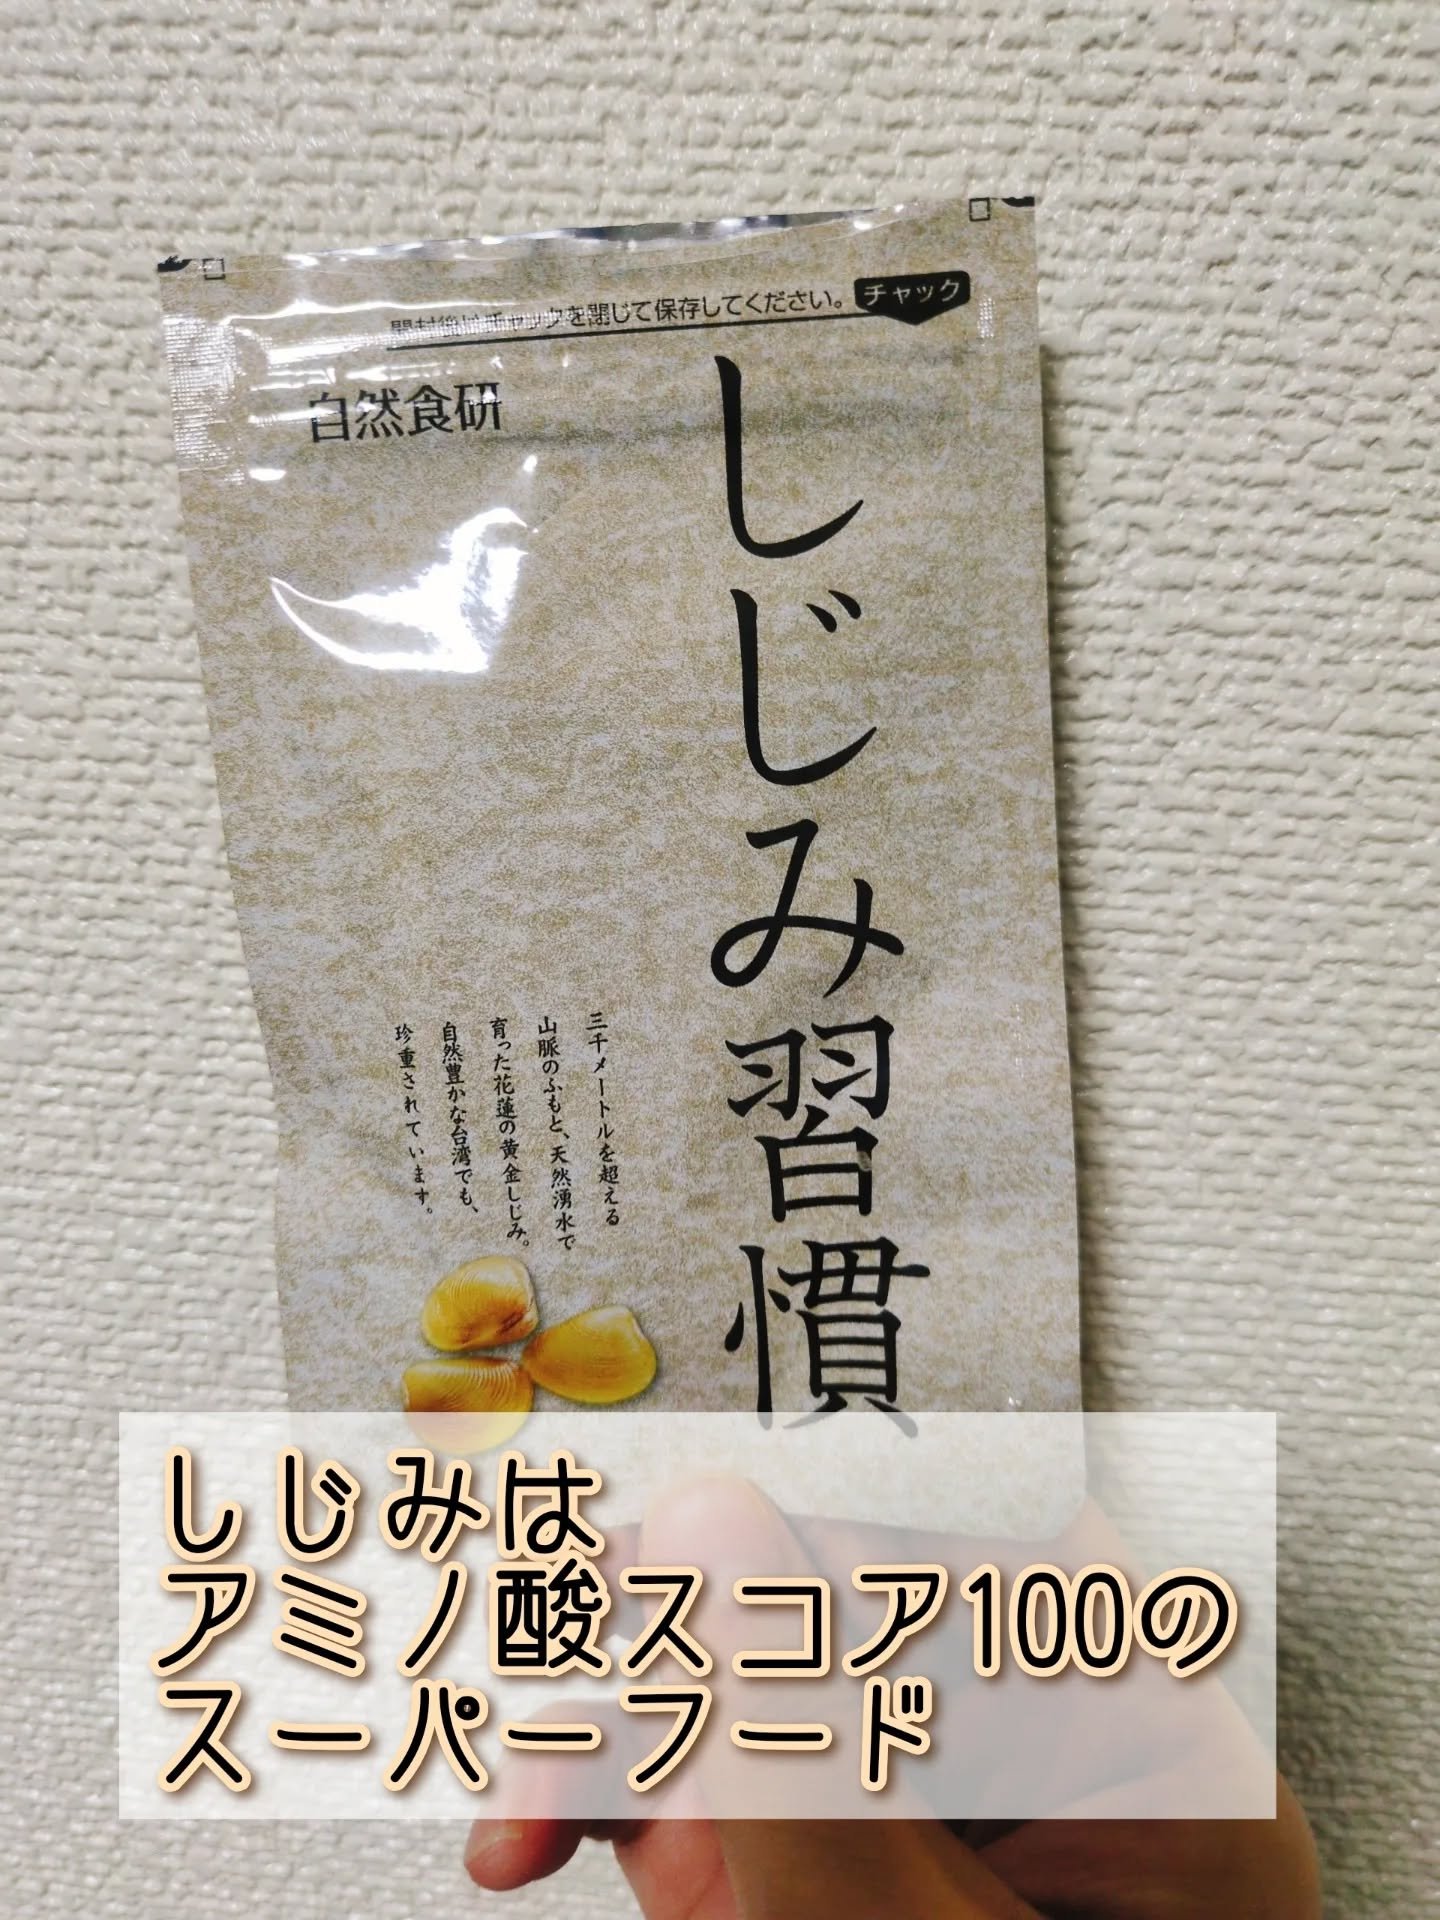 開封後はチャックを閉じて保存してください。
チャック
自然食研
しじみ習慣
三千メートルを超える
山脈のふもと、天然湧水で
育った花蓮の黄金しじみ。
自然豊かな台湾でも、
珍重されています。
しじみは
アミノ酸スコア100の
スーパーフード